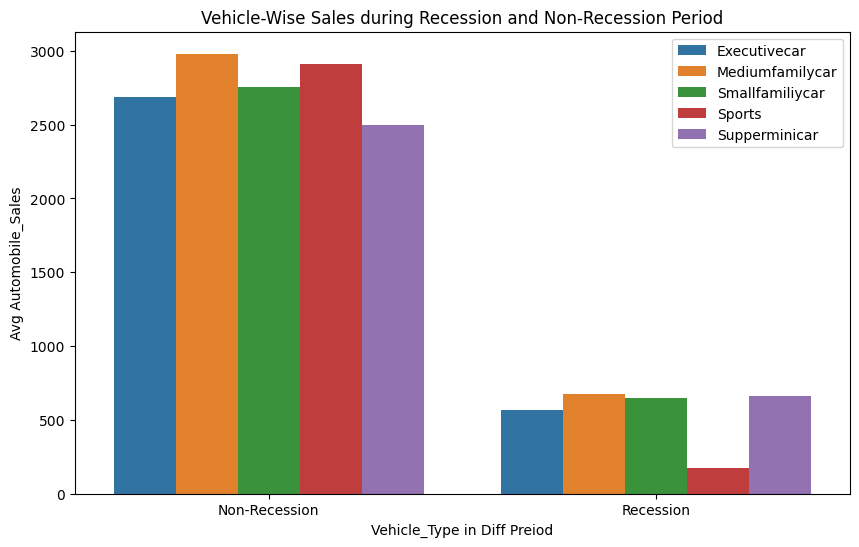 Vehicle-Wise Sales during Recession and Non-Recession Period
Executivecar
Mediumfamilycar
Smallfamiliycar
Sports
Supperminicar
Avg Automobile_Sales
3000
2500
2000
1500
1000
500
0
Non-Recession
Recession
Vehicle_Type in Diff Preiod